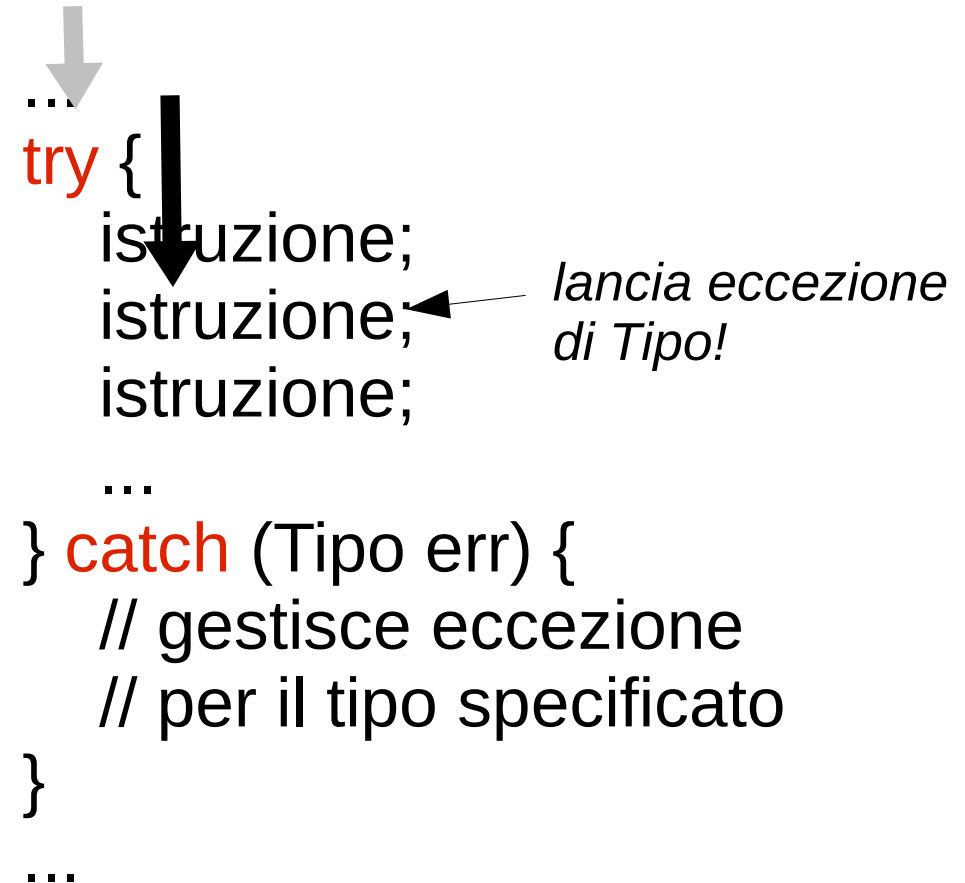 ...
try {
istruzione;
istruzione;
lancia eccezione
di Tipo!
istruzione;
...
} catch (Tipo err) {
// gestisce eccezione
// per il tipo specificato
}
...